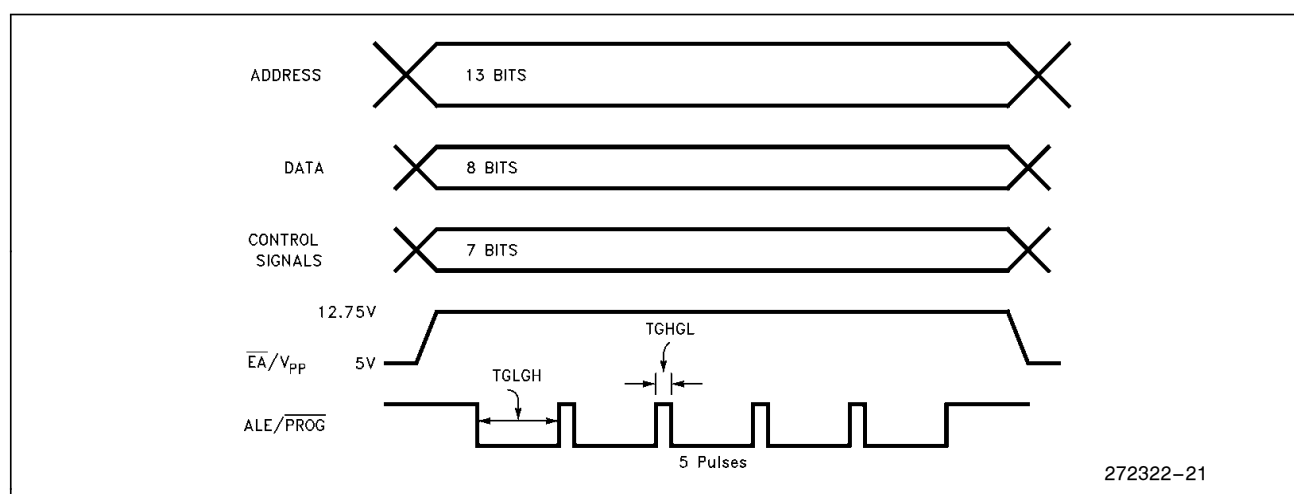 ADDRESS
13 BITS
DATA
8 BITS
CONTROL
SIGNALS
7 BITS
12.75V
TGHGL
EA/VPP
5V
TGLGH
ALE/PROG
5 Pulses
272322–21